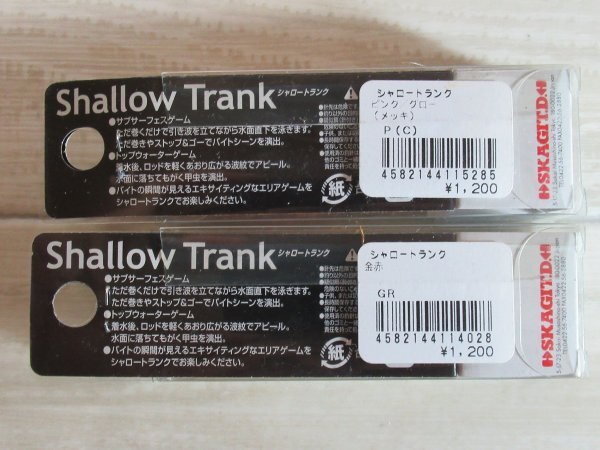 Shallow Trank シャロートランク
●サブサーフェスゲーム
ただ巻くだけで引き波を立てながら水面直下を泳ぎます。
ただ巻きやストップ&ゴーでバイトシーンを演出。
●トップウォーターゲーム
着水後、ロッドを軽くあおり広がる波紋でアピール。
水面に落ちてもがく甲虫を演出。
●バイトの瞬間が見えるエキサイティングなエリアゲームを
シャロートランクでお楽しみください。
紙
シャロートランク
ピンク グロー
(メッキ)
P(C)
4582144115285
¥1,200
SKAGIT.D
Shallow Trank シャロートランク
●サブサーフェスゲーム
ただ巻くだけで引き波を立てながら水面直下を泳ぎます。
ただ巻きやストップ&ゴーでバイトシーンを演出。
●トップウォーターゲーム
着水後、ロッドを軽くあおり広がる波紋でアピール。
水面に落ちてもがく甲虫を演出。
●バイトの瞬間が見えるエキサイティングなエリアゲームを
シャロートランクでお楽しみください。
紙
シャロートランク
金赤
GR
4582144114028
¥1,200
SKAGIT.D